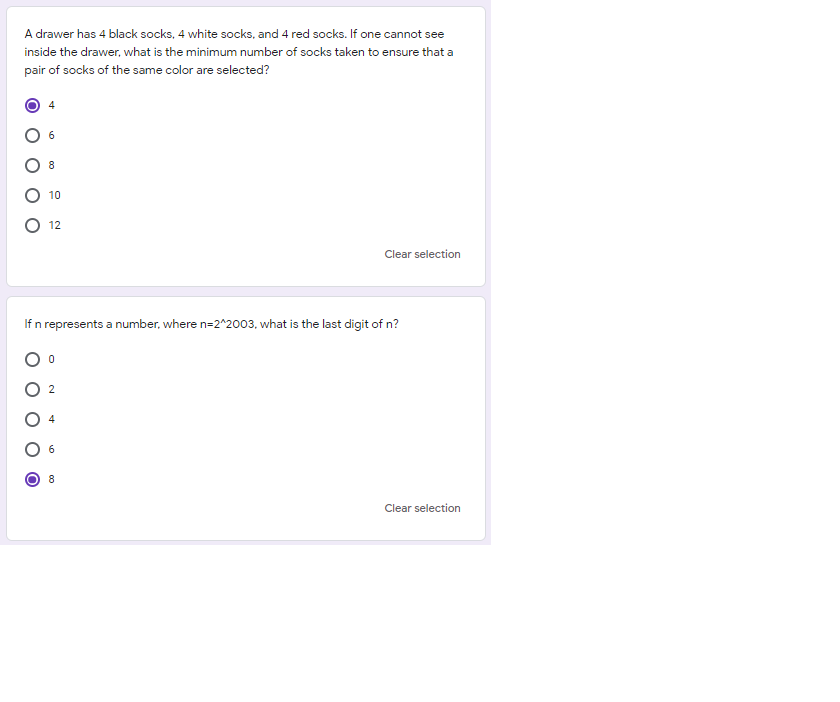 A drawer has 4 black socks, 4 white socks, and 4 red socks. If one cannot see
inside the drawer, what is the minimum number of socks taken to ensure that a
pair of socks of the same color are selected?
4
6
8
10
12
Clear selection
If n represents a number, where n=2^2003, what is the last digit of n?
0
2
4
6
8
Clear selection